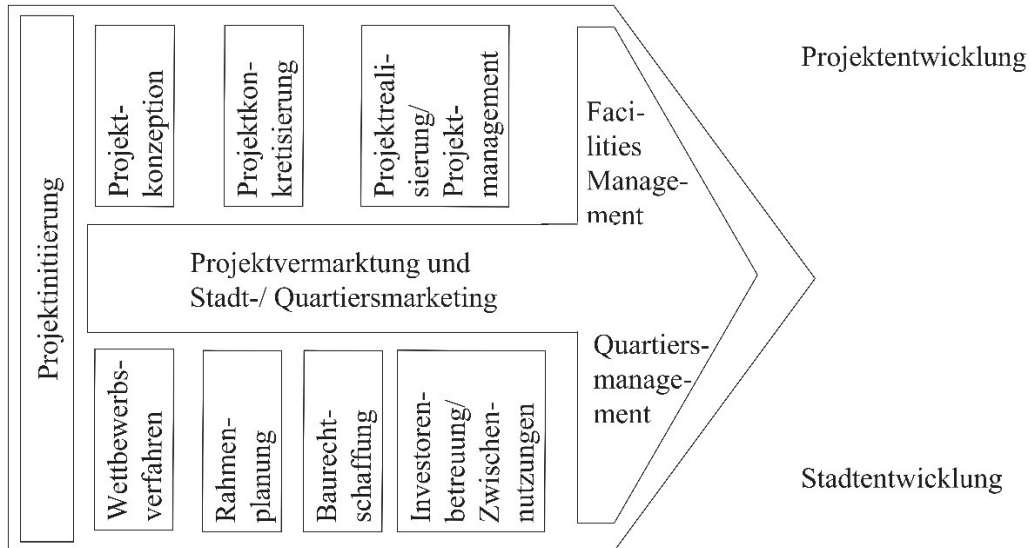 Projektinitiierung
Projekt-
konzeption
Projektkon-
kretisierung
Projektreali-
sierung/
Projekt-
management
Faci-
lities
Manage-
ment
Projektentwicklung
Projektvermarktung und
Stadt-/ Quartiersmarketing
Wettbewerbs-
verfahren
Rahmen-
planung
Baurecht-
schaffung
Investoren-
betreuung/
Zwischen-
nutzungen
Quartiers-
manage-
ment
Stadtentwicklung